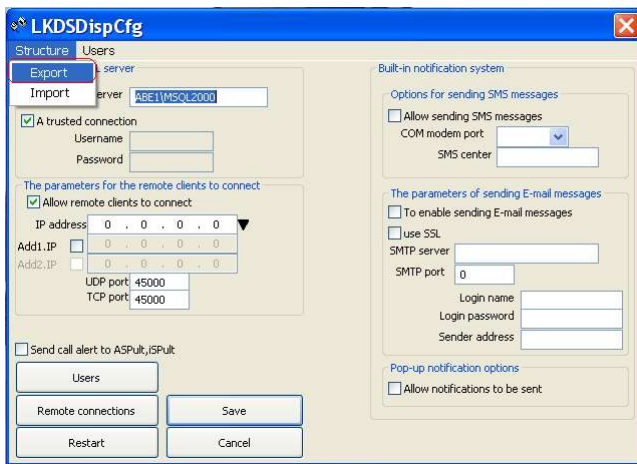 LKDSDispCfg
Structure Users
Export
Import
L server
erver ABE1\MSQL2000
A trusted connection
Username
Password
The parameters for the remote clients to connect
Allow remote clients to connect
IP address 0 . 0 . 0 . 0
Add1.IP 0 . 0 . 0 . 0
Add2.IP 0 . 0 . 0 . 0
UDP port 45000
TCP port 45000
Send call alert to ASPult,iSPult
Users
Remote connections
Save
Restart
Cancel
Built-in notification system
Options for sending SMS messages
Allow sending SMS messages
COM modem port
SMS center
The parameters of sending E-mail messages
To enable sending E-mail messages
use SSL
SMTP server
SMTP port 0
Login name
Login password
Sender address
Pop-up notification options
Allow notifications to be sent